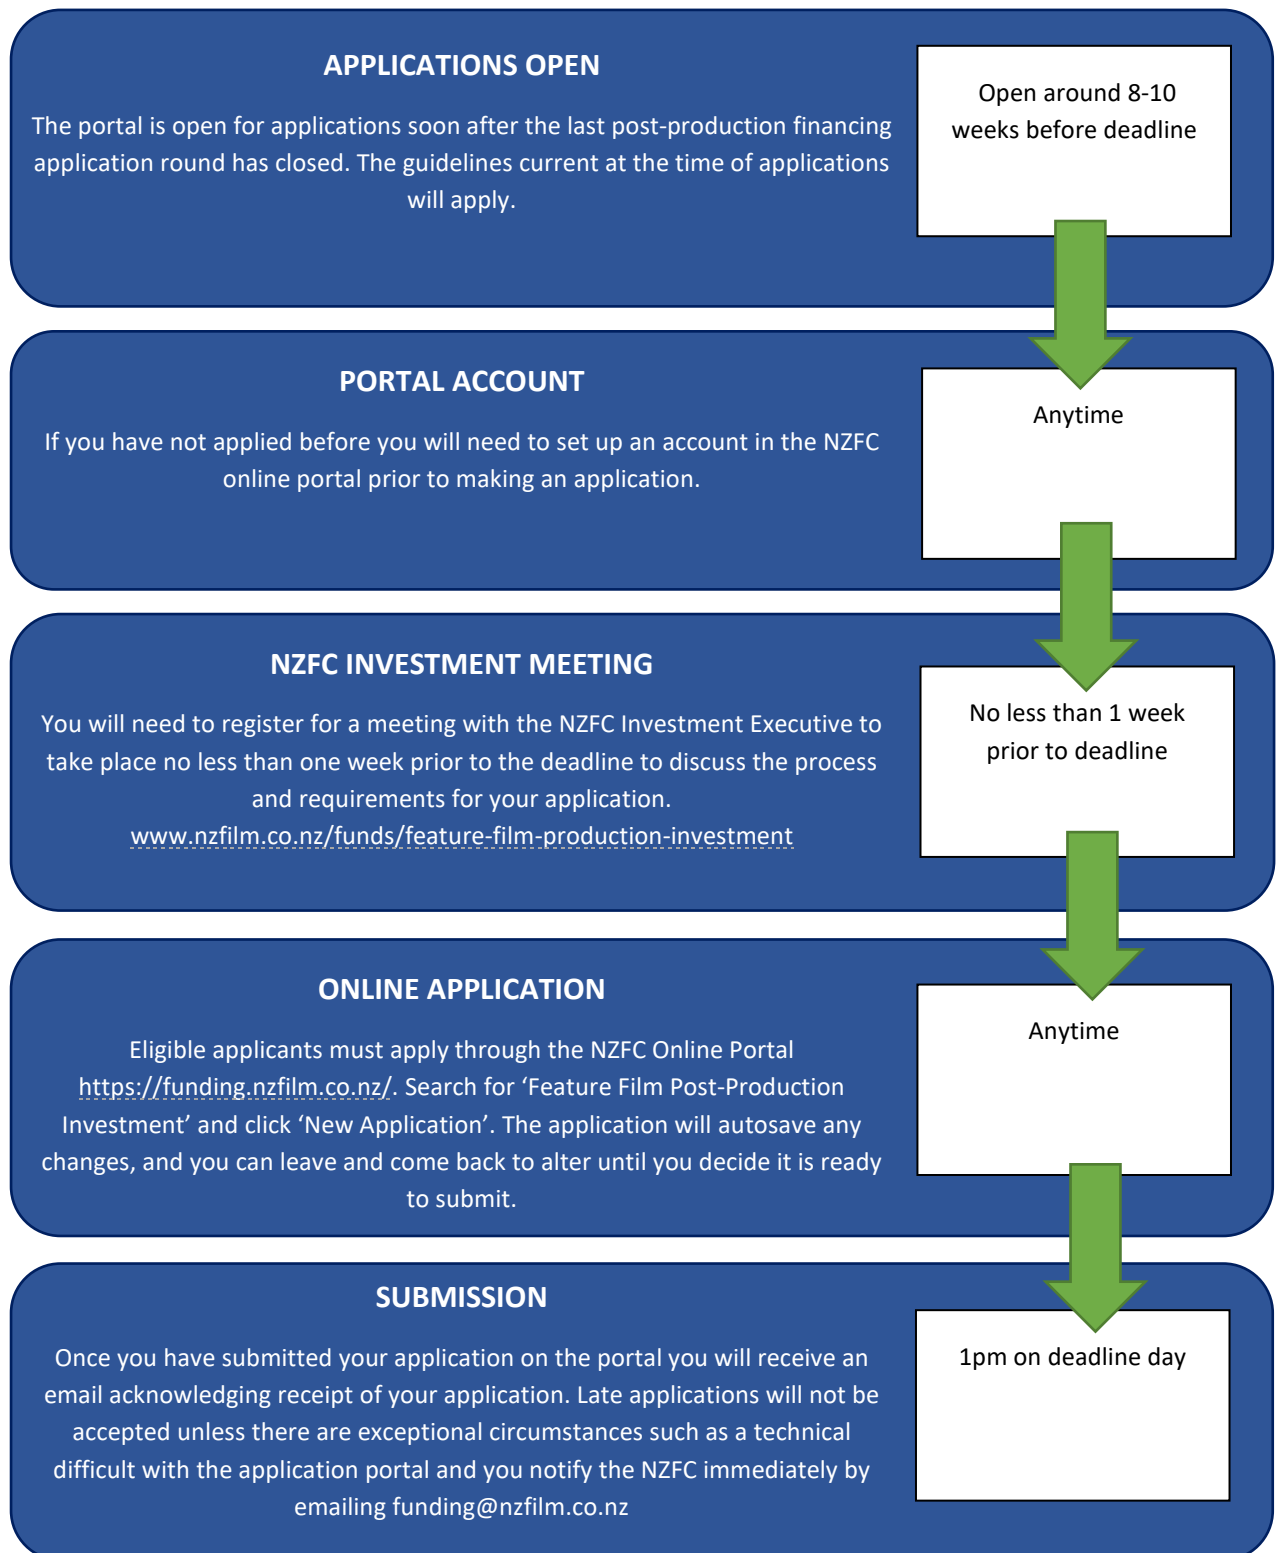 APPLICATIONS OPEN
The portal is open for applications soon after the last post-production financing
application round has closed. The guidelines current at the time of applications
will apply.
Open around 8-10
weeks before deadline
PORTAL ACCOUNT
If you have not applied before you will need to set up an account in the NZFC
online portal prior to making an application.
Anytime
NZFC INVESTMENT MEETING
You will need to register for a meeting with the NZFC Investment Executive to
take place no less than one week prior to the deadline to discuss the process
and requirements for your application.
www.nzfilm.co.nz/funds/feature-film-production-investment
No less than 1 week
prior to deadline
ONLINE APPLICATION
Eligible applicants must apply through the NZFC Online Portal
https://funding.nzfilm.co.nz/. Search for ‘Feature Film Post-Production
Investment’ and click ‘New Application’. The application will autosave any
changes, and you can leave and come back to alter until you decide it is ready
to submit.
Anytime
SUBMISSION
Once you have submitted your application on the portal you will receive an
email acknowledging receipt of your application. Late applications will not be
accepted unless there are exceptional circumstances such as a technical
difficult with the application portal and you notify the NZFC immediately by
emailing funding@nzfilm.co.nz
1pm on deadline day